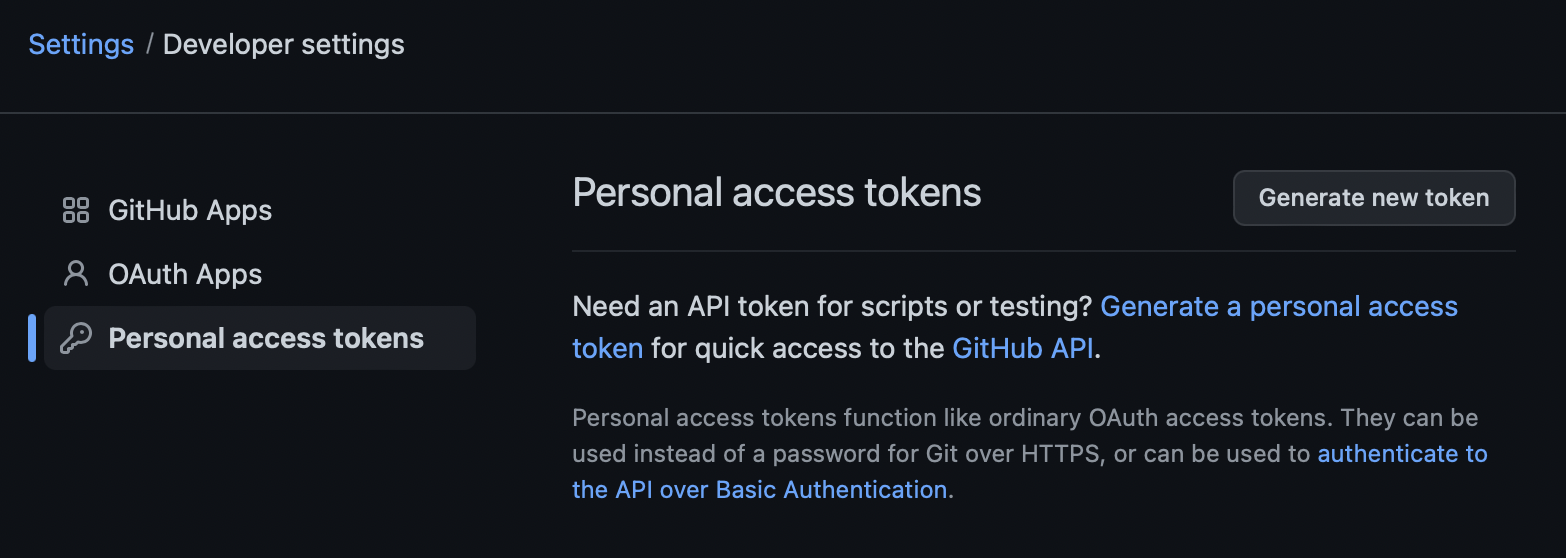 Settings / Developer settings
GitHub Apps
OAuth Apps
Personal access tokens
Personal access tokens
Generate new token
Need an API token for scripts or testing? Generate a personal access
token for quick access to the GitHub API.
Personal access tokens function like ordinary OAuth access tokens. They can be
used instead of a password for Git over HTTPS, or can be used to authenticate to
the API over Basic Authentication.